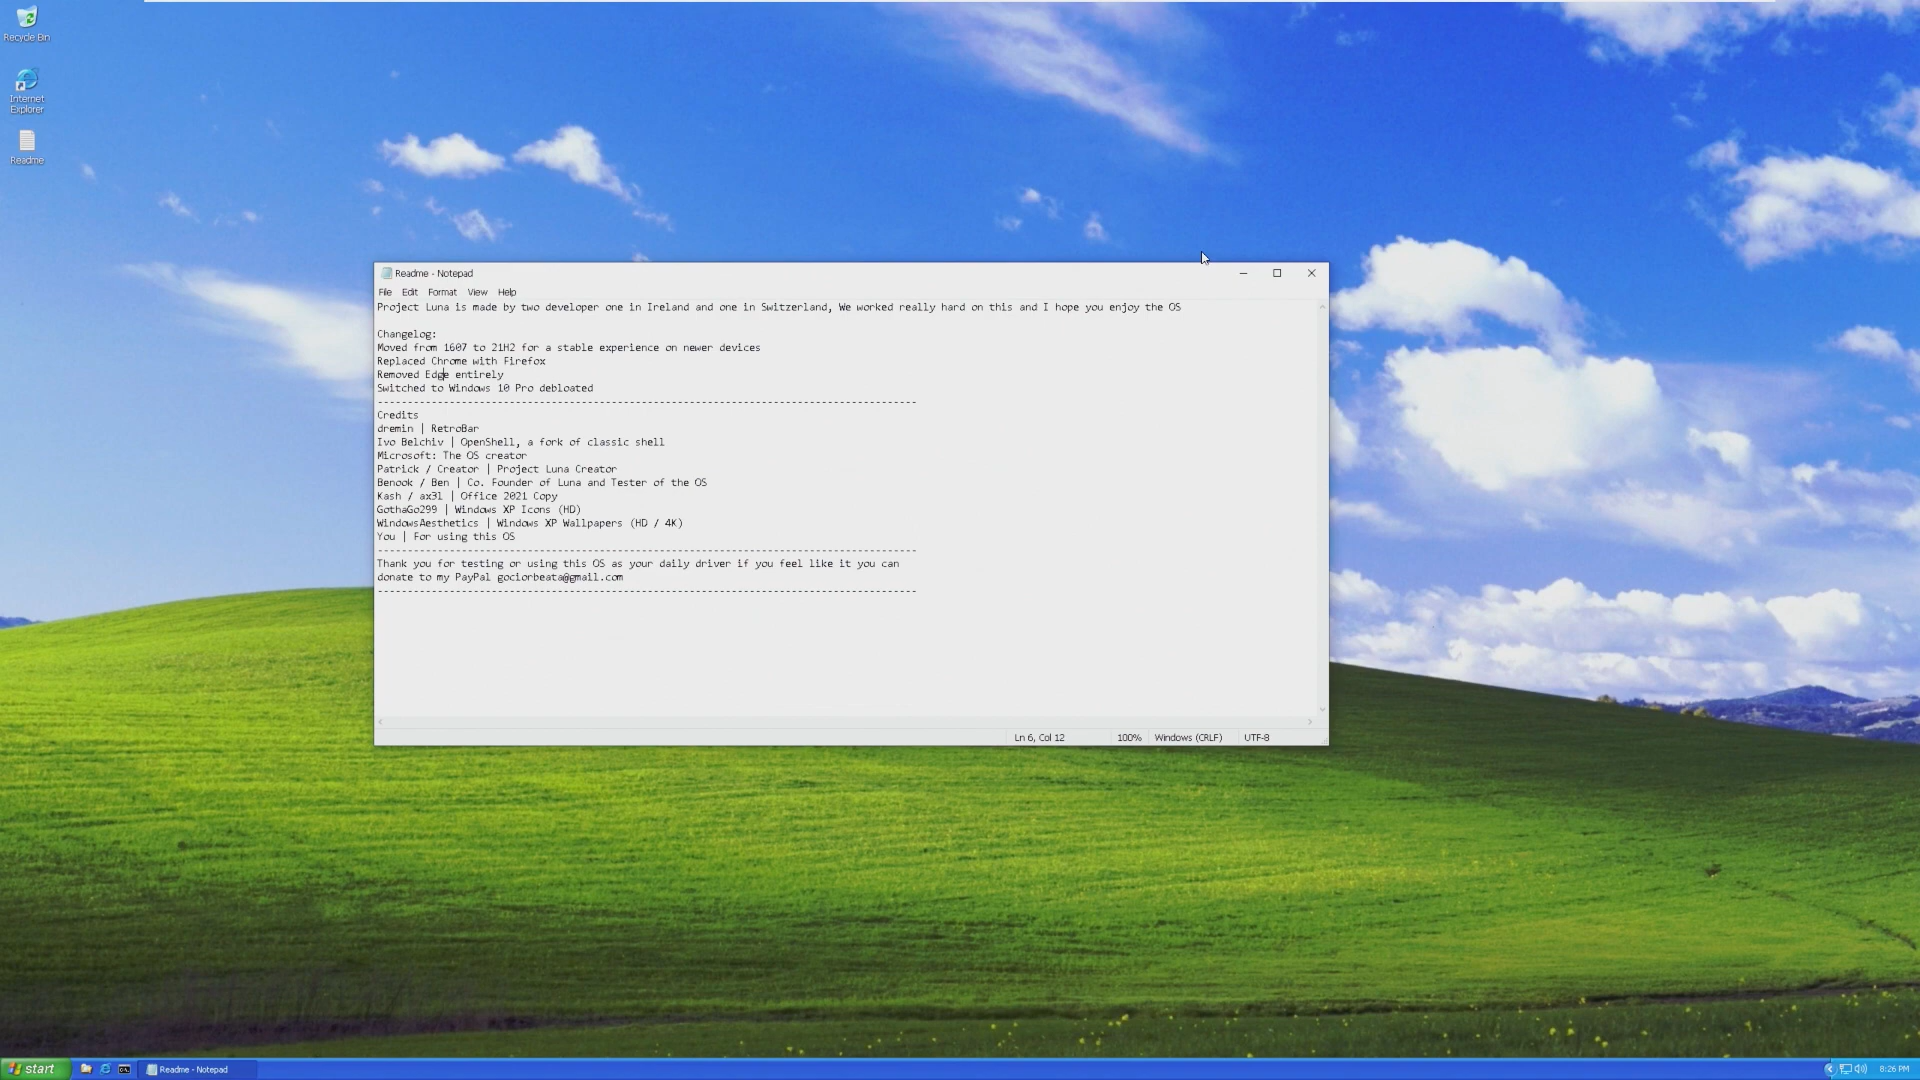 Recycle Bin
Internet
Explorer
Readme
Readme - Notepad
File Edit Format View Help
Project Luna is made by two developer one in Ireland and one in Switzerland, We worked really hard on this and I hope you enjoy the OS
Changelog:
Moved from 1607 to 21H2 for a stable experience on newer devices
Replaced Chrome with Firefox
Removed Edge entirely
Switched to Windows 10 Pro debloated
------------------------------------------------------------------------------------------
Credits
dremin | RetroBar
Ivo Belchiv | OpenShell, a fork of classic shell
Microsoft: The OS creator
Patrick / Creator | Project Luna Creator
Benook / Ben | Co. Founder of Luna and Tester of the OS
Kash / ax3l | Office 2021 Copy
GothaGo299 | Windows XP Icons (HD)
WindowsAesthetics | Windows XP Wallpapers (HD / 4K)
You | For using this OS
------------------------------------------------------------------------------------------
Thank you for testing or using this OS as your daily driver if you feel like it you can
donate to my PayPal gociorbeata@gmail.com
------------------------------------------------------------------------------------------
Ln 6, Col 12 100% Windows (CRLF) UTF-8
start Readme - Notepad 8:26 PM